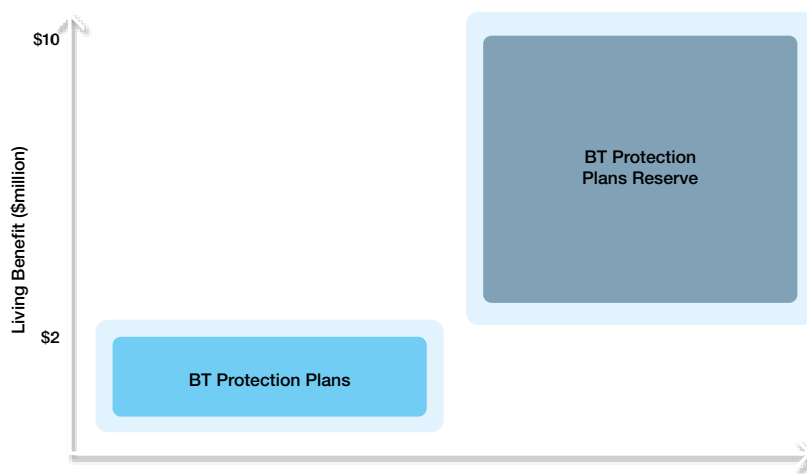 $10
Living Benefit ($million)
BT Protection
Plans Reserve
$2
BT Protection Plans